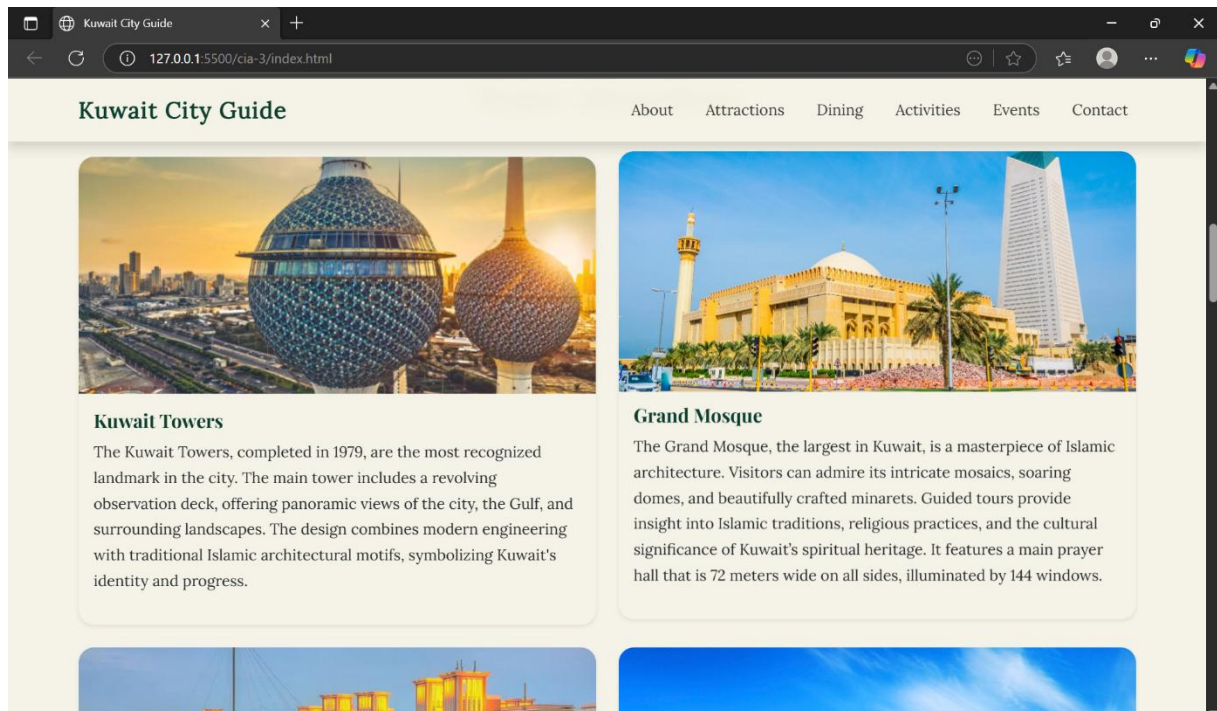 Kuwait City Guide
127.0.0.1:5500/cia-3/index.html
Kuwait City Guide
About Attractions Dining Activities Events Contact
Kuwait Towers
The Kuwait Towers, completed in 1979, are the most recognized
landmark in the city. The main tower includes a revolving
observation deck, offering panoramic views of the city, the Gulf, and
surrounding landscapes. The design combines modern engineering
with traditional Islamic architectural motifs, symbolizing Kuwait's
identity and progress.
Grand Mosque
The Grand Mosque, the largest in Kuwait, is a masterpiece of Islamic
architecture. Visitors can admire its intricate mosaics, soaring
domes, and beautifully crafted minarets. Guided tours provide
insight into Islamic traditions, religious practices, and the cultural
significance of Kuwait’s spiritual heritage. It features a main prayer
hall that is 72 meters wide on all sides, illuminated by 144 windows.